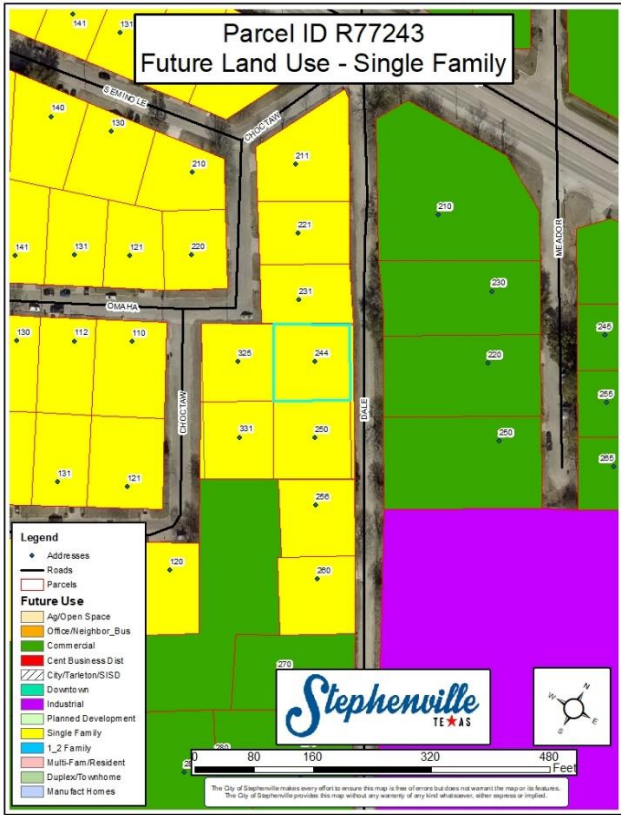 Parcel ID R77243
Future Land Use - Single Family
141
131
SEMINOLE
140
130
CHOCTAW
210
211
210
141
131
121
220
221
MEADOR
231
230
OMAHA
130
112
110
325
244
220
245
DALE
255
CHOCTAW
331
250
250
265
131
121
256
120
260
270
280
Legend
Addresses
Roads
Parcels
Future Use
Ag/Open Space
Office/Neighbor_Bus
Commercial
Cent Business Dist
City/Tarleton/SISD
Downtown
Industrial
Planned Development
Single Family
1_2 Family
Multi-Fam/Resident
Duplex/Townhome
Manufact Homes
Stephenville
TEXAS
N
W
E
S
0 80 160 320 480
Feet
The City of Stephenville makes every effort to ensure this map is free of errors but does not warrant the map or its features.
The City of Stephenville provides this map without any warranty of any kind whatsoever, either express or implied.